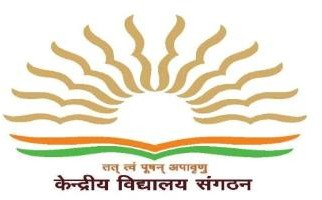 तत् त्वं पूषन् अपावृणु
केन्द्रीय विद्यालय संगठन